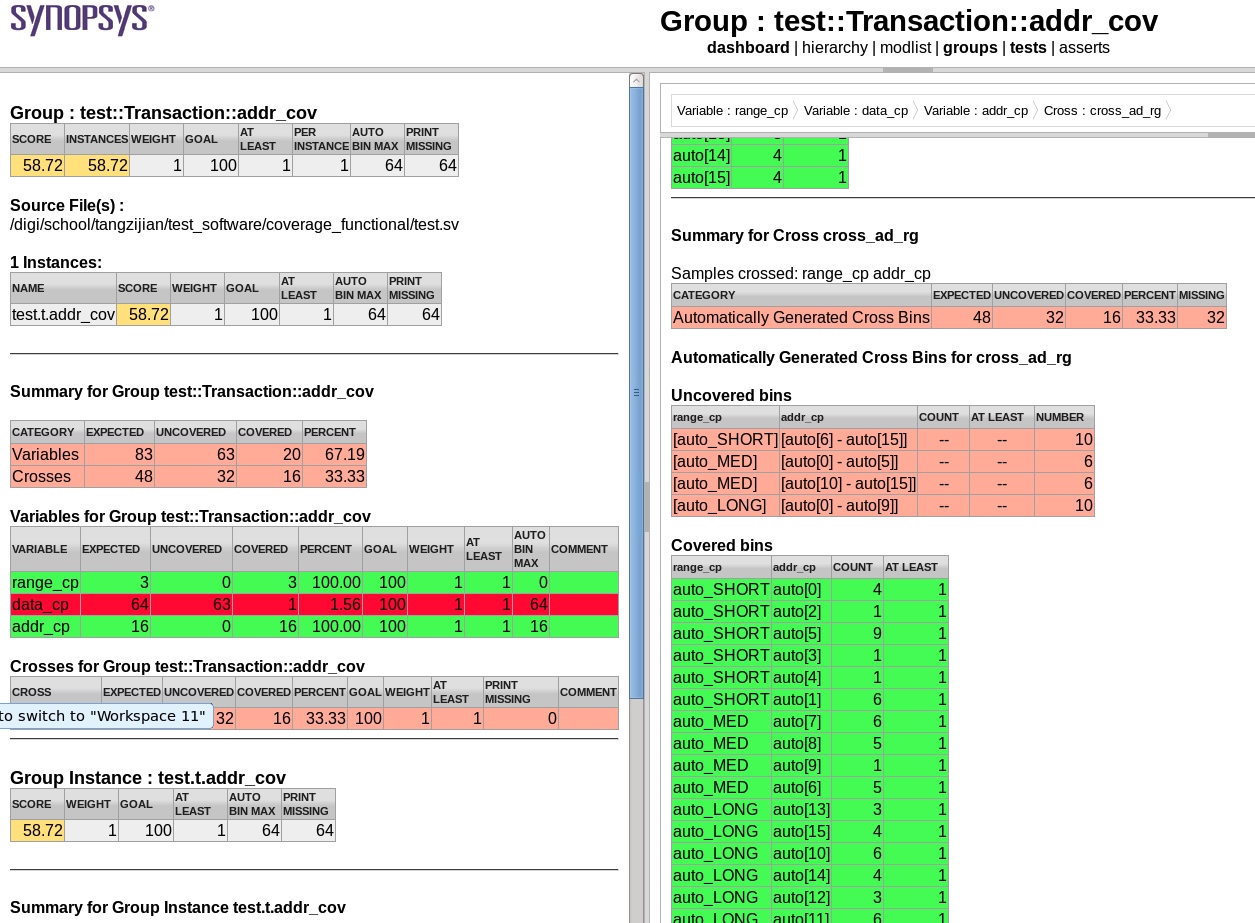 SYNOPSYS®
Group : test::Transaction::addr_cov
dashboard | hierarchy | modlist | groups | tests | asserts
Group : test::Transaction::addr_cov
SCORE INSTANCES WEIGHT GOAL AT LEAST PER INSTANCE AUTO BIN MAX PRINT MISSING
58.72 58.72 1 100 1 1 64 64
Source File(s) :
/digi/school/tangzijian/test_software/coverage_functional/test.sv
1 Instances:
NAME SCORE WEIGHT GOAL AT LEAST AUTO BIN MAX PRINT MISSING
test.t.addr_cov 58.72 1 100 1 64 64
Summary for Group test::Transaction::addr_cov
CATEGORY EXPECTED UNCOVERED COVERED PERCENT
Variables 83 63 20 67.19
Crosses 48 32 16 33.33
Variables for Group test::Transaction::addr_cov
VARIABLE EXPECTED UNCOVERED COVERED PERCENT GOAL WEIGHT AT LEAST AUTO BIN MAX COMMENT
range_cp 3 0 3 100.00 100 1 1 0
data_cp 64 63 1 1.56 100 1 1 64
addr_cp 16 0 16 100.00 100 1 1 16
Crosses for Group test::Transaction::addr_cov
CROSS EXPECTED UNCOVERED COVERED PERCENT GOAL WEIGHT AT LEAST PRINT MISSING COMMENT
to switch to "Workspace 11" 32 16 33.33 100 1 1 0
Group Instance : test.t.addr_cov
SCORE WEIGHT GOAL AT LEAST AUTO BIN MAX PRINT MISSING
58.72 1 100 1 64 64
Summary for Group Instance test.t.addr_cov
Variable : range_cp Variable : data_cp Variable : addr_cp Cross : cross_ad_rg
auto[14] 4 1
auto[15] 4 1
Summary for Cross cross_ad_rg
Samples crossed: range_cp addr_cp
CATEGORY EXPECTED UNCOVERED COVERED PERCENT MISSING
Automatically Generated Cross Bins 48 32 16 33.33 32
Automatically Generated Cross Bins for cross_ad_rg
Uncovered bins
range_cp addr_cp COUNT AT LEAST NUMBER
[auto_SHORT] [auto[6] - auto[15]] -- -- 10
[auto_MED] [auto[0] - auto[5]] -- -- 6
[auto_MED] [auto[10] - auto[15]] -- -- 6
[auto_LONG] [auto[0] - auto[9]] -- -- 10
Covered bins
range_cp addr_cp COUNT AT LEAST
auto_SHORT auto[0] 4 1
auto_SHORT auto[2] 1 1
auto_SHORT auto[5] 9 1
auto_SHORT auto[3] 1 1
auto_SHORT auto[4] 1 1
auto_SHORT auto[1] 6 1
auto_MED auto[7] 6 1
auto_MED auto[8] 5 1
auto_MED auto[9] 1 1
auto_MED auto[6] 5 1
auto_LONG auto[13] 3 1
auto_LONG auto[15] 4 1
auto_LONG auto[10] 6 1
auto_LONG auto[14] 4 1
auto_LONG auto[12] 3 1
auto_LONG auto[11] 6 1